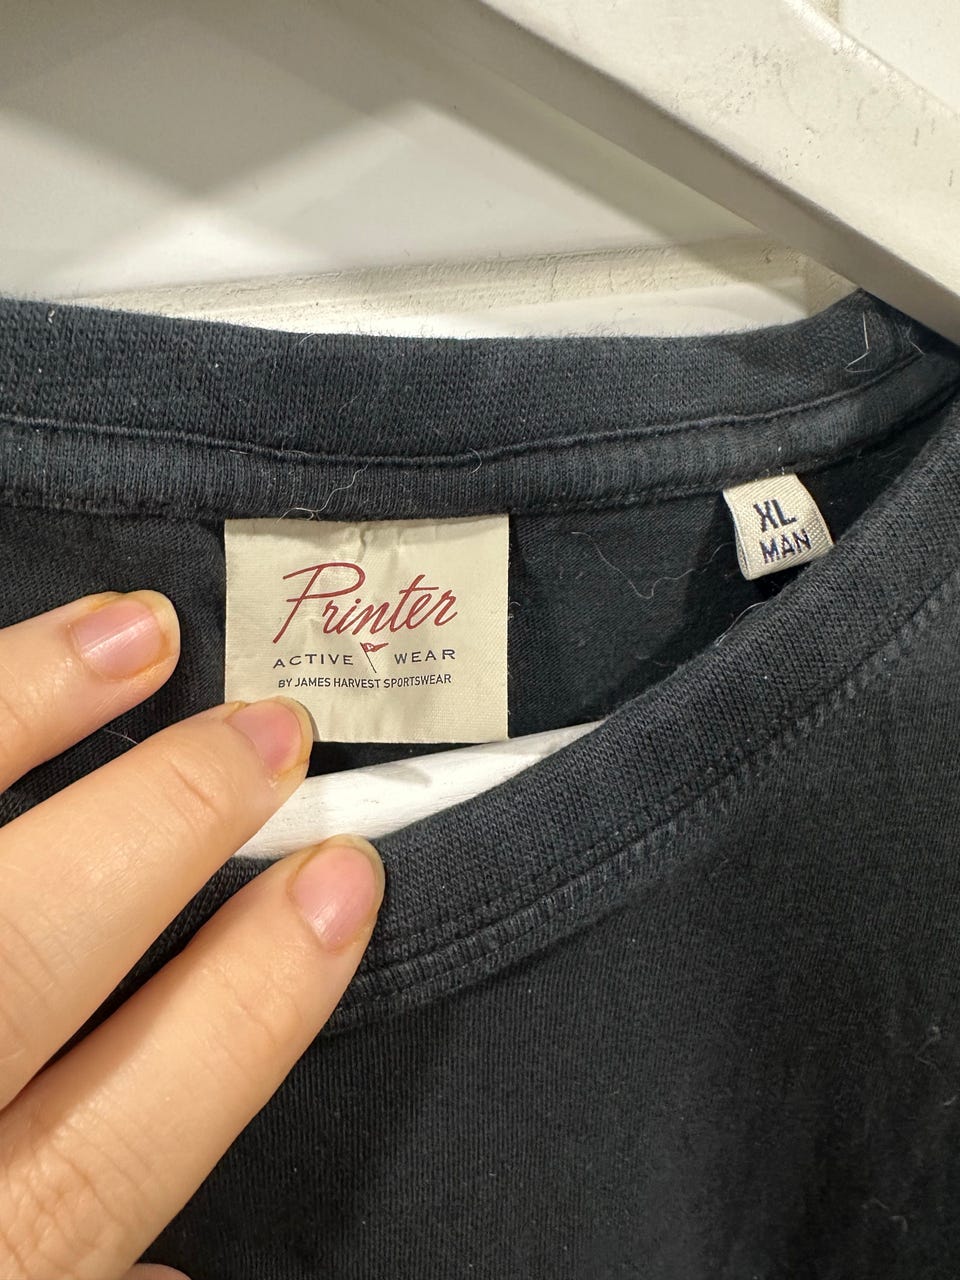 Printer
ACTIVE WEAR
BY JAMES HARVEST SPORTSWEAR
XL
MAN